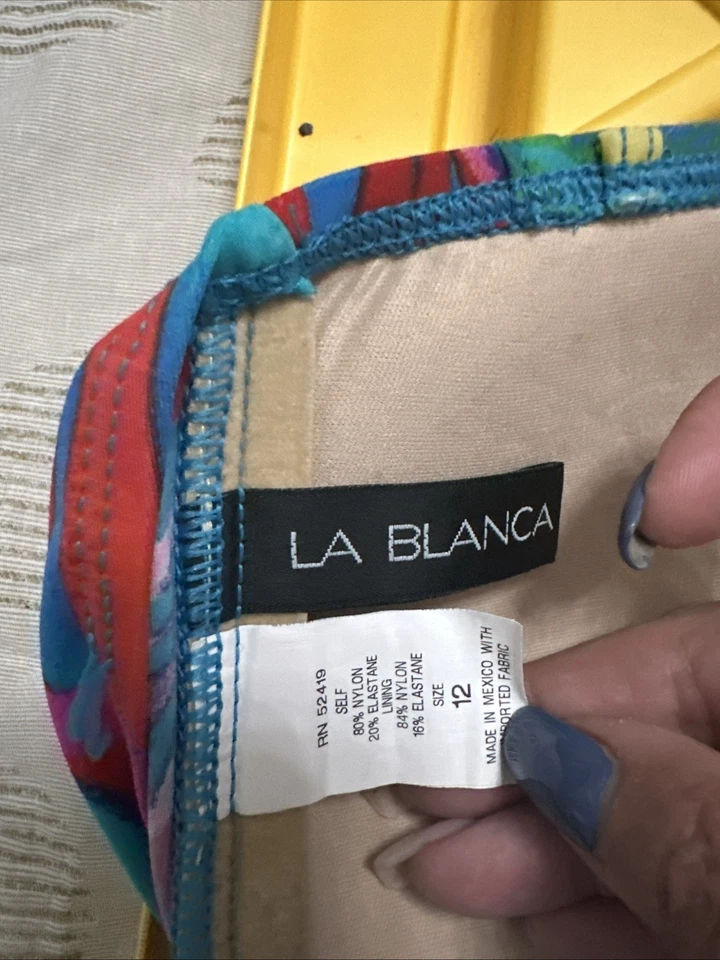 LA BLANCA
RN 52419
SELF
80% NYLON
20% ELASTANE
LINING
84% NYLON
16% ELASTANE
SIZE
12
MADE IN MEXICO WITH
FABRIC